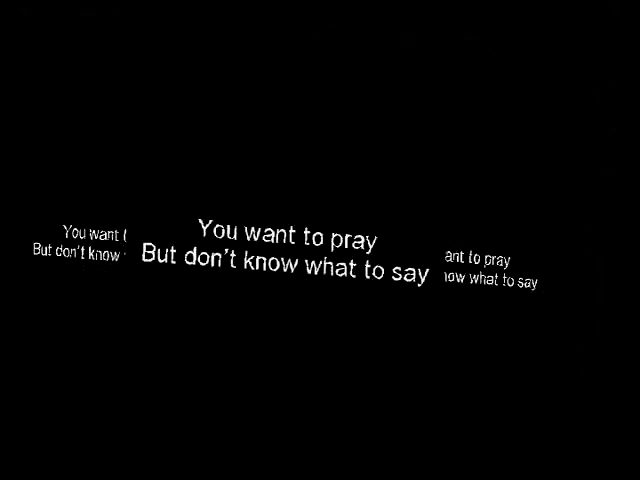 You want to pray
But don't know what to say
You want
But don't know
ant to pray
now what to say